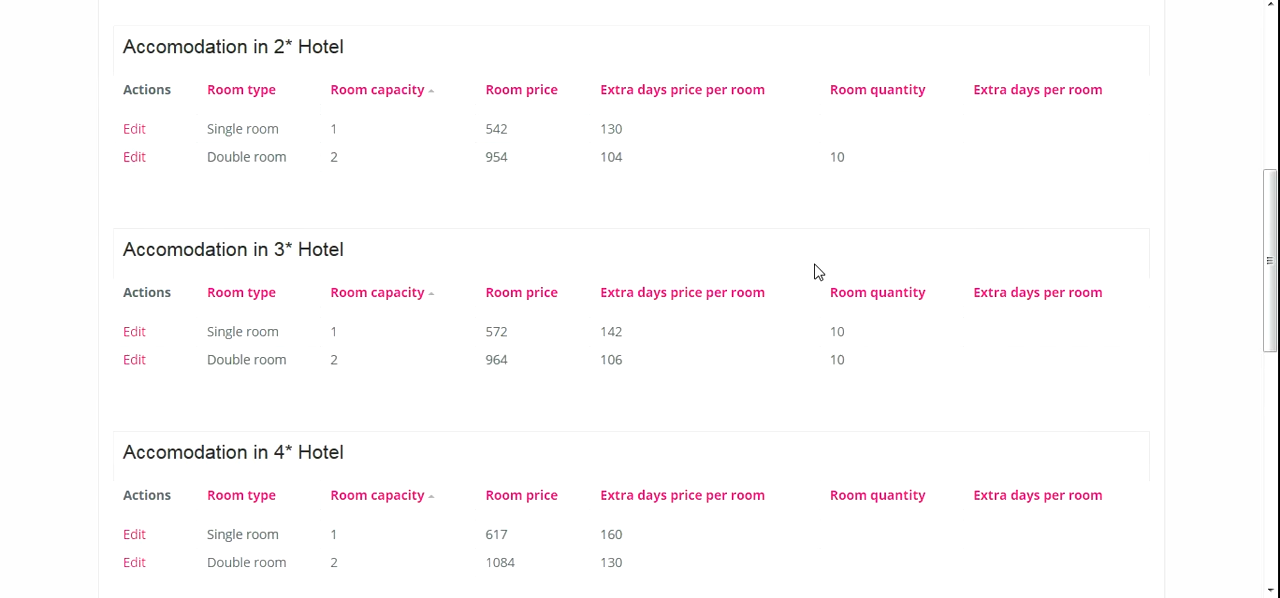 Accomodation in 2* Hotel
Actions Room type Room capacity Room price Extra days price per room Room quantity Extra days per room
Edit Single room 1 542 130
Edit Double room 2 954 104 10
Accomodation in 3* Hotel
Actions Room type Room capacity Room price Extra days price per room Room quantity Extra days per room
Edit Single room 1 572 142 10
Edit Double room 2 964 106 10
Accomodation in 4* Hotel
Actions Room type Room capacity Room price Extra days price per room Room quantity Extra days per room
Edit Single room 1 617 160
Edit Double room 2 1084 130